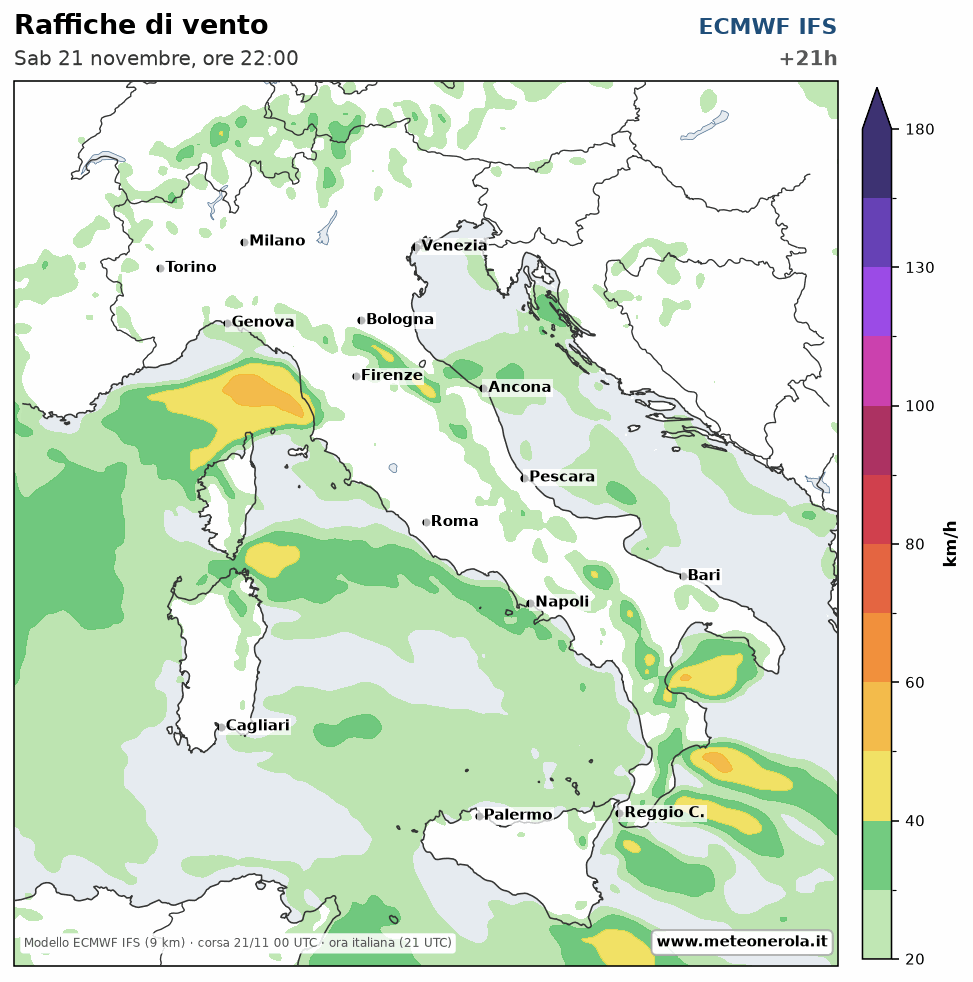 Raffiche di vento
ECMWF IFS
Sab 21 novembre, ore 22:00
+21h
180
Milano
Venezia
Torino
130
Genova
Bologna
Firenze
Ancona
100
Pescara
Roma
80
km/h
Bari
Napoli
60
Cagliari
Palermo
Reggio C.
40
Modello ECMWF IFS (9 km) · corsa 21/11 00 UTC · ora italiana (21 UTC)
www.meteonerola.it
20